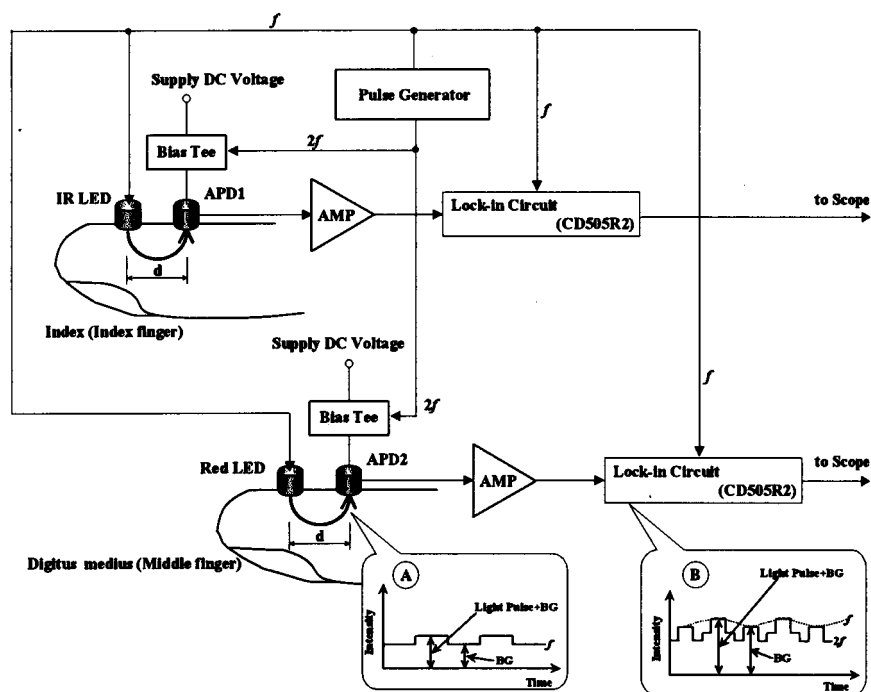 f
Supply DC Voltage
Pulse Generator
f
Bias Tee
2f
IR LED
APD1
AMP
Lock-in Circuit
(CD505R2)
to Scope
d
Index (Index finger)
Supply DC Voltage
f
Bias Tee
2f
Red LED
APD2
AMP
Lock-in Circuit
(CD505R2)
to Scope
d
Digitus medius (Middle finger)
A
Intensity
Light Pulse+BG
f
BG
Time
B
Intensity
Light Pulse+BG
f
2f
BG
Time